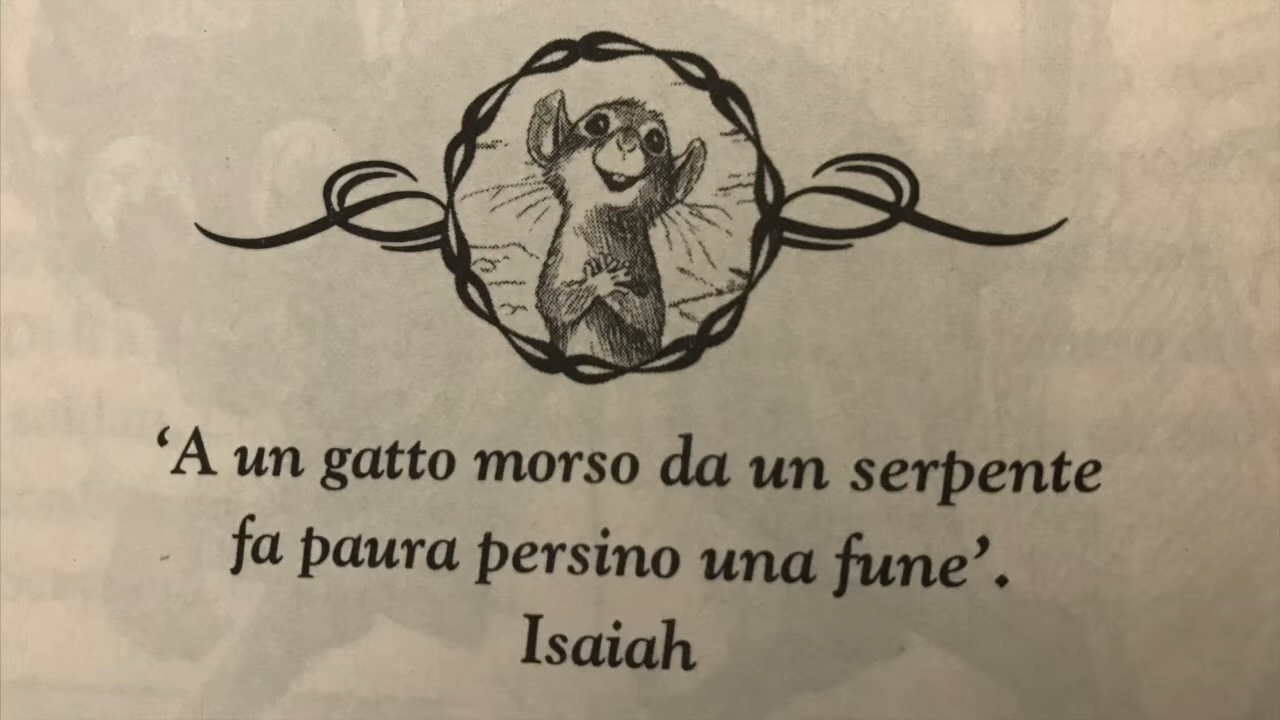 ‘A un gatto morso da un serpente
fa paura persino una fune’.
Isaiah